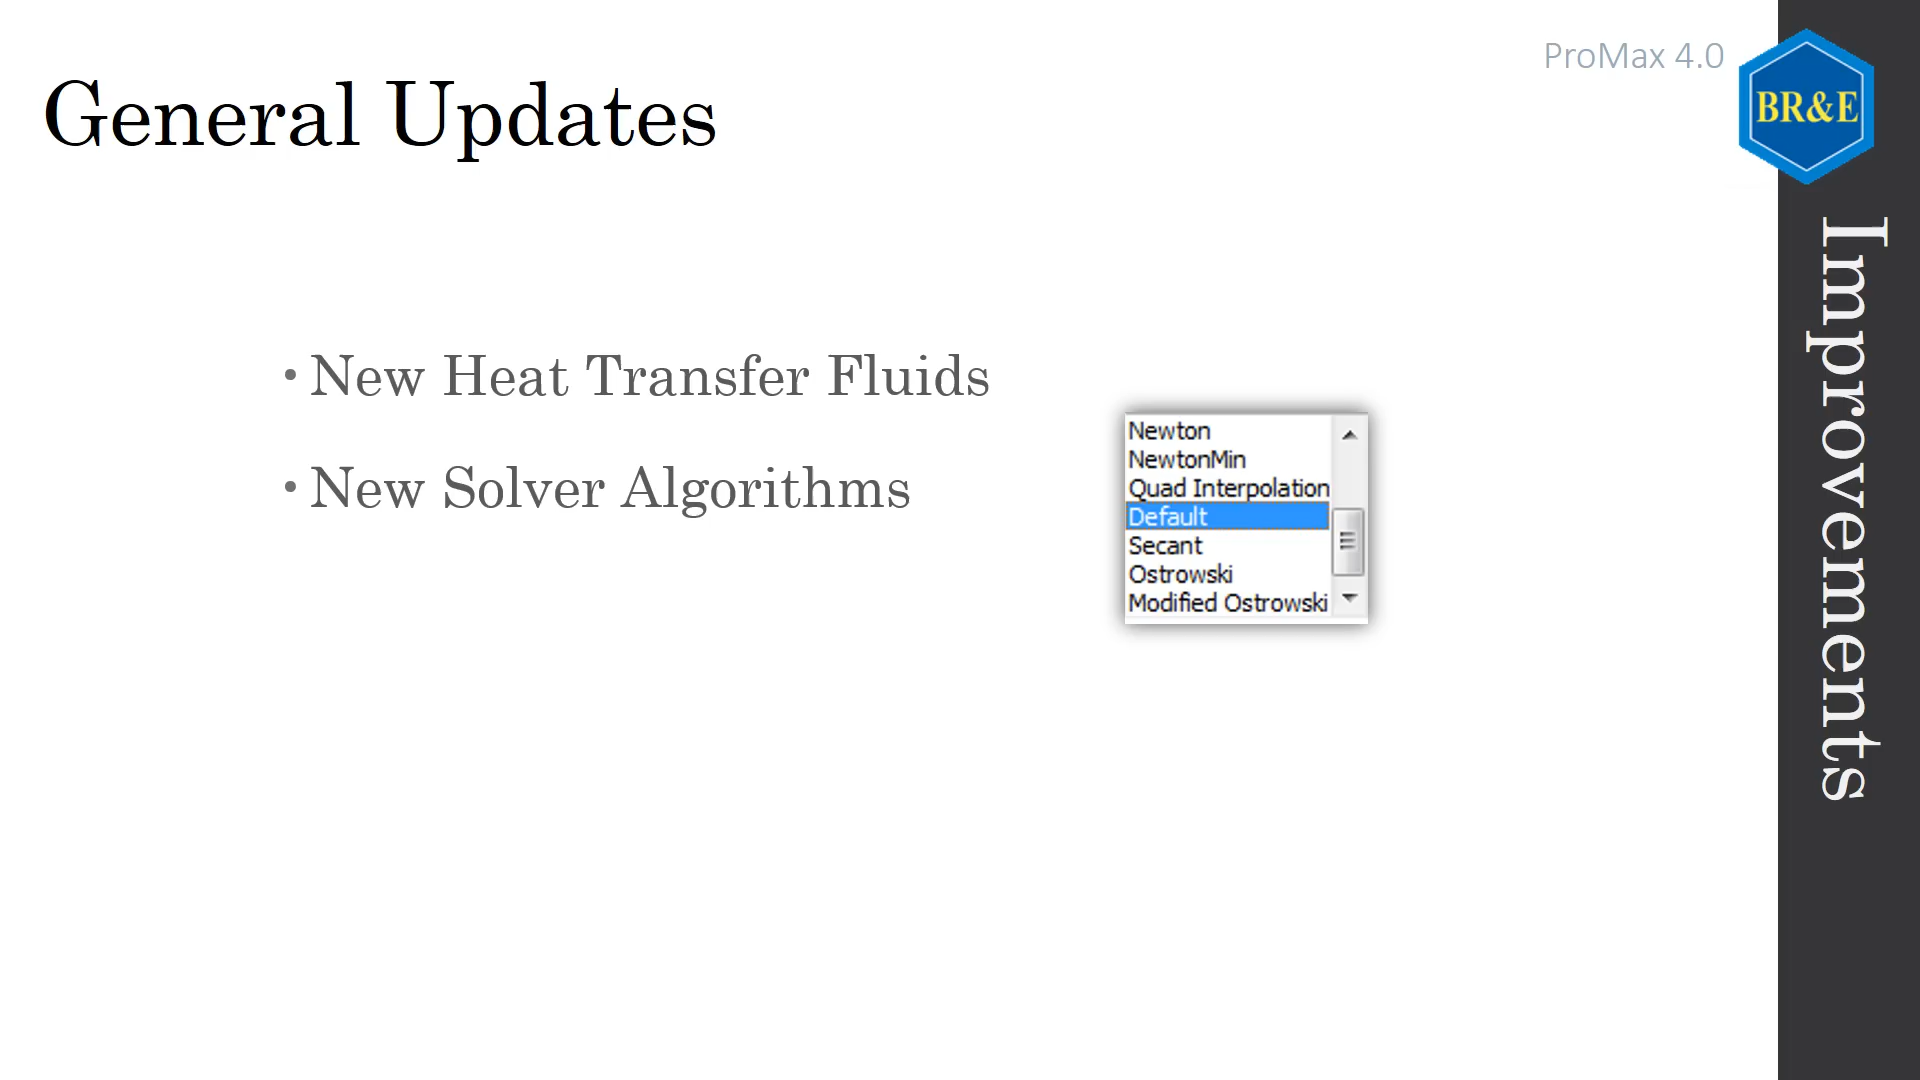 ProMax 4.0
BR&E
General Updates
• New Heat Transfer Fluids
• New Solver Algorithms
Newton
NewtonMin
Quad Interpolation
Default
Secant
Ostrowski
Modified Ostrowski
Improvements